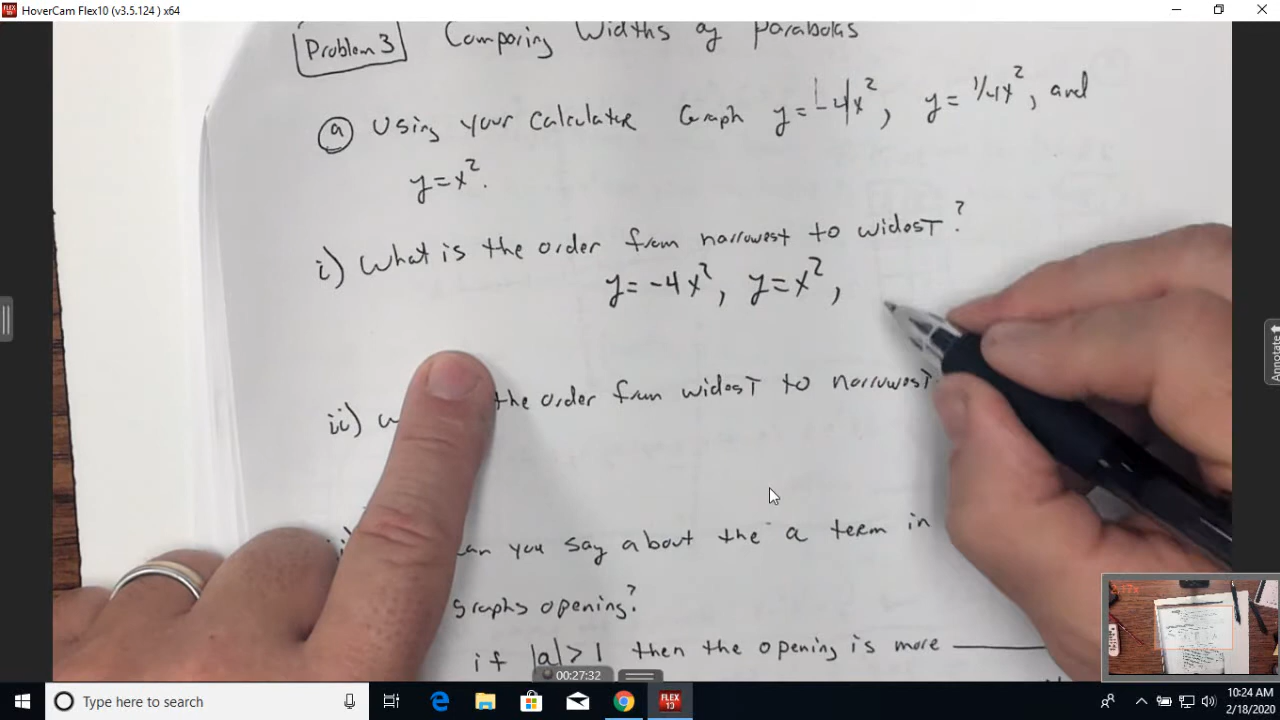 HoverCam Flex10 (v3.5.124 ) x64
Problem 3 Comparing Widths of Parabolas
a Using your calculator Graph y = -4x², y = 1/4x², and
y = x².
i) What is the order from narrowest to widest?
y = -4x², y = x²,
ii) the order from widest to narrowest
can you say about the a term in
graphs opening?
if |a| > 1 then the opening is more
00:27:32
Annotate
Type here to search
FLEX 10
10:24 AM
2/18/2020